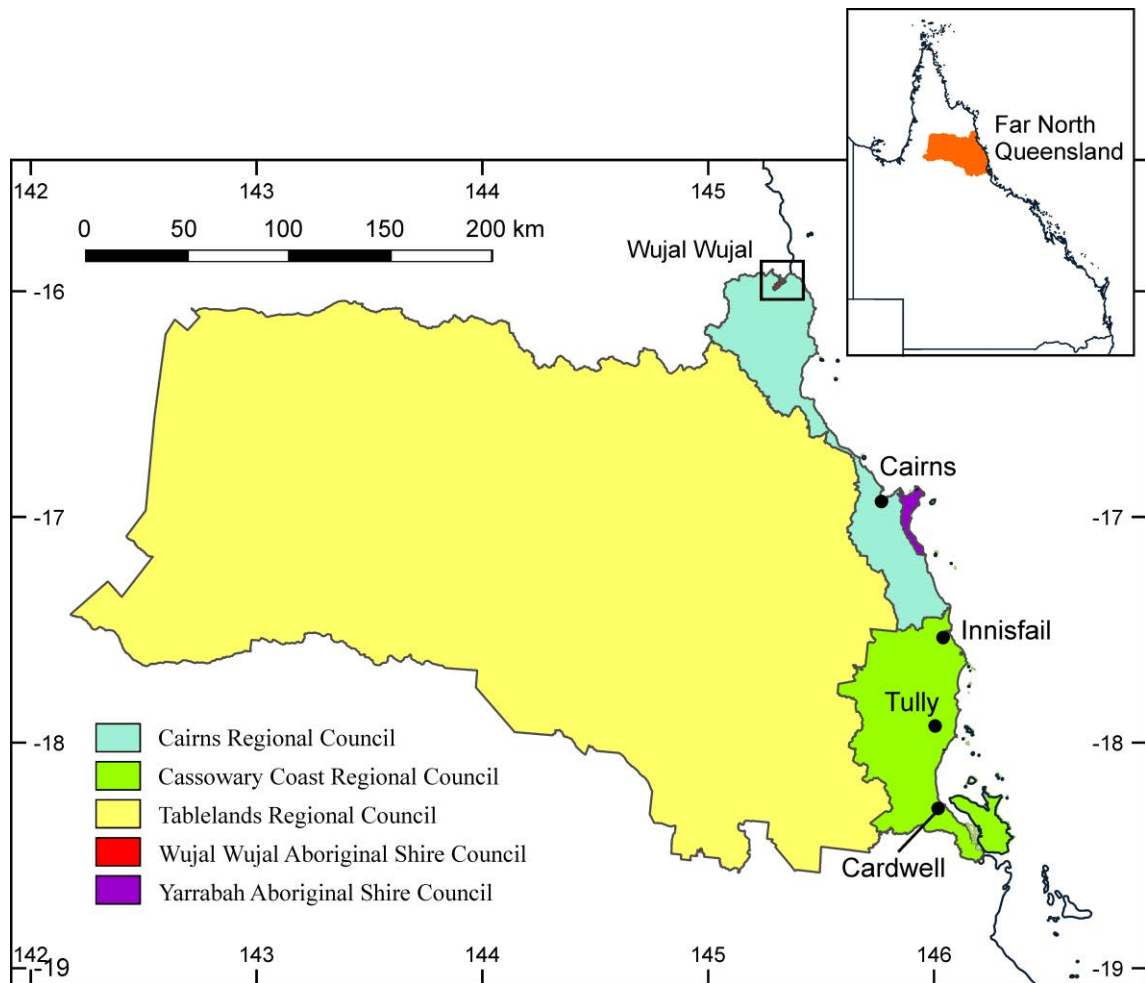 Far North
Queensland
142
143
144
145
0
50
100
150
200 km
Wujal Wujal
-16
-16
Cairns
-17
-17
Innisfail
Tully
-18
-18
Cardwell
Cairns Regional Council
Cassowary Coast Regional Council
Tablelands Regional Council
Wujal Wujal Aboriginal Shire Council
Yarrabah Aboriginal Shire Council
142
143
144
145
146
-19
-19